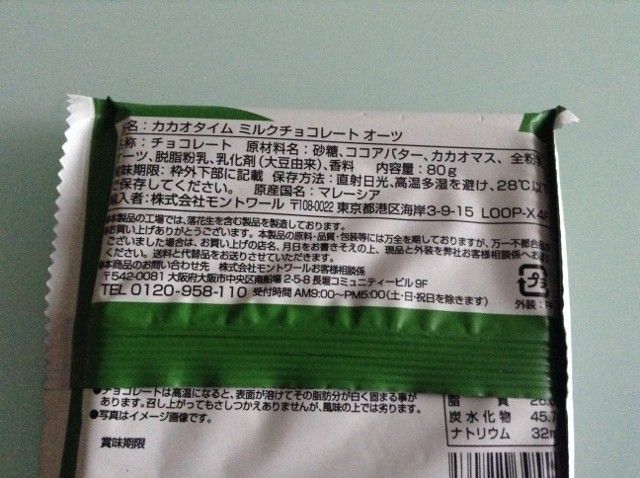 名: カカオタイム ミルクチョコレート オーツ
称: チョコレート 原材料名: 砂糖、ココアバター、カカオマス、全粉乳
オーツ、脱脂粉乳、乳化剤(大豆由来)、香料 内容量: 80g
賞味期限: 枠外下部に記載 保存方法: 直射日光、高温多湿を避け、28℃以下
で保存してください。 原産国名: マレーシア
輸入者: 株式会社モントワール 〒108-0022 東京都港区海岸3-9-15 LOOP-X4F
●本製品の工場では、落花生を含む製品を製造しております。
●お買い上げありがとうございます。本製品の原料・品質・包装等には万全を期しておりますが、万一不都合
ございました場合は、お買い上げの店名、月日をお書きそえの上、現品と外装を弊社お客様相談係
ください。送料と代替品をお送りさせていただきます。
●本商品のお問い合わせ先 株式会社モントワールお客様相談係
〒542-0081 大阪府大阪市中央区南船場2-5-8 長堀コミュニティービル9F
TEL 0120-958-110 受付時間 AM9:00〜PM5:00(土・日・祝日を除きます)
プラ
外装:
●チョコレートは高温になると、表面が溶けてその脂肪分が白く固まる事が
あります。召し上がってもさしつかえありませんが、風味の上では劣ります。
●写真はイメージ画像です。
賞味期限
脂質 26.
炭水化物 45.7
ナトリウム 32m